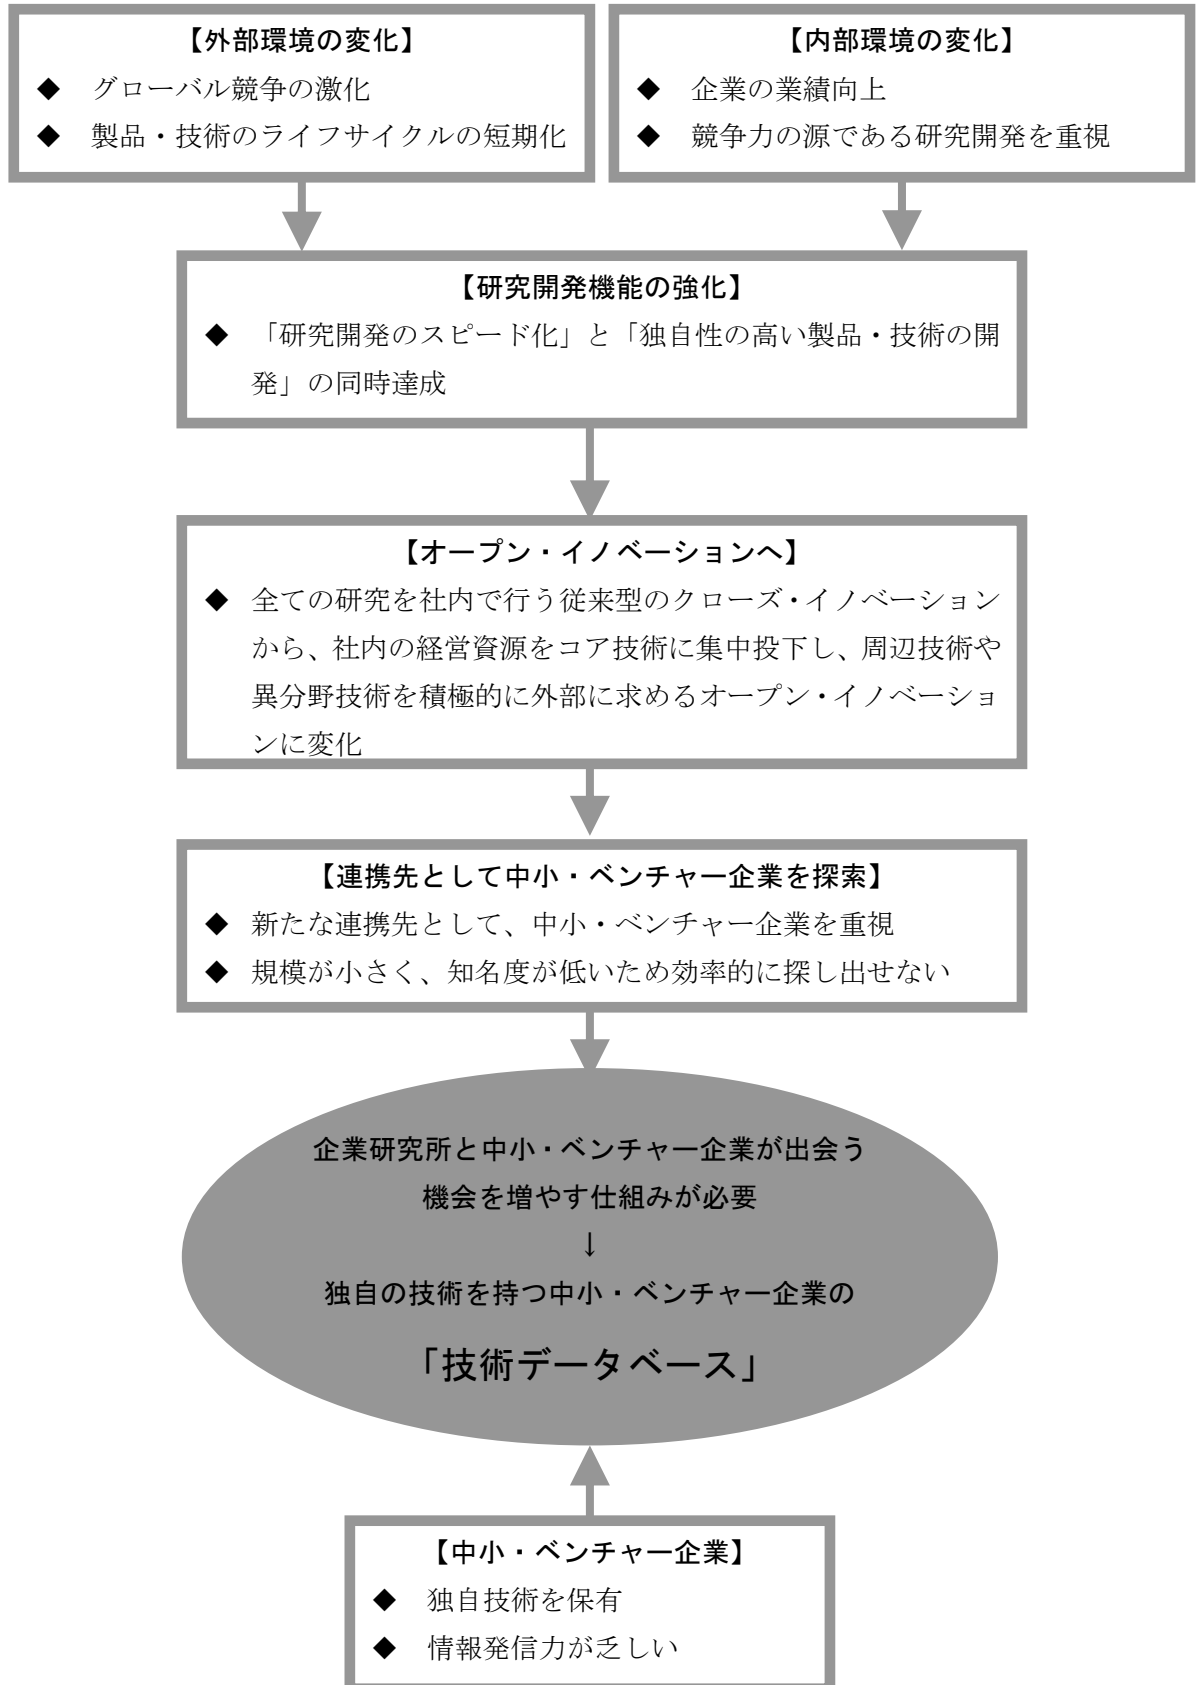 【外部環境の変化】
◆ グローバル競争の激化
◆ 製品・技術のライフサイクルの短期化
【内部環境の変化】
◆ 企業の業績向上
◆ 競争力の源である研究開発を重視
【研究開発機能の強化】
◆ 「研究開発のスピード化」と「独自性の高い製品・技術の開
発」の同時達成
【オープン・イノベーションへ】
◆ 全ての研究を社内で行う従来型のクローズ・イノベーション
から、社内の経営資源をコア技術に集中投下し、周辺技術や
異分野技術を積極的に外部に求めるオープン・イノベーショ
ンに変化
【連携先として中小・ベンチャー企業を探索】
◆ 新たな連携先として、中小・ベンチャー企業を重視
◆ 規模が小さく、知名度が低いため効率的に探し出せない
企業研究所と中小・ベンチャー企業が出会う
機会を増やす仕組みが必要
↓
独自の技術を持つ中小・ベンチャー企業の
「技術データベース」
【中小・ベンチャー企業】
◆ 独自技術を保有
◆ 情報発信力が乏しい